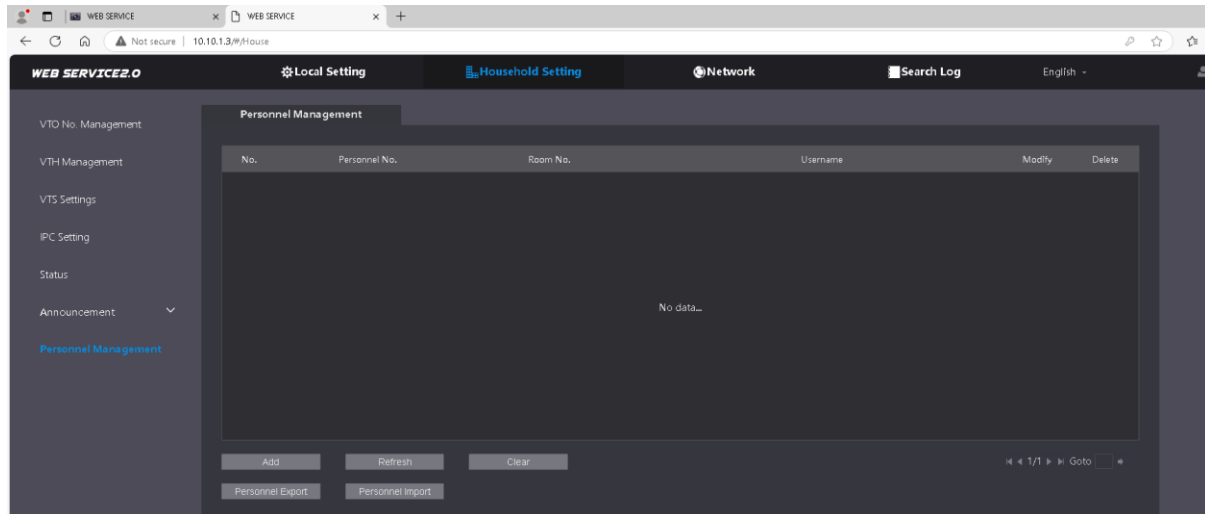 WEB SERVICE
WEB SERVICE
Not secure | 10.10.1.3/#/House
WEB SERVICE2.0
Local Setting
Household Setting
Network
Search Log
English
VTO No. Management
VTH Management
VTS Settings
IPC Setting
Status
Announcement
Personnel Management
Personnel Management
No. Personnel No. Room No. Username Modify Delete
No data...
Add Refresh Clear
1/1 Goto
Personnel Export Personnel Import